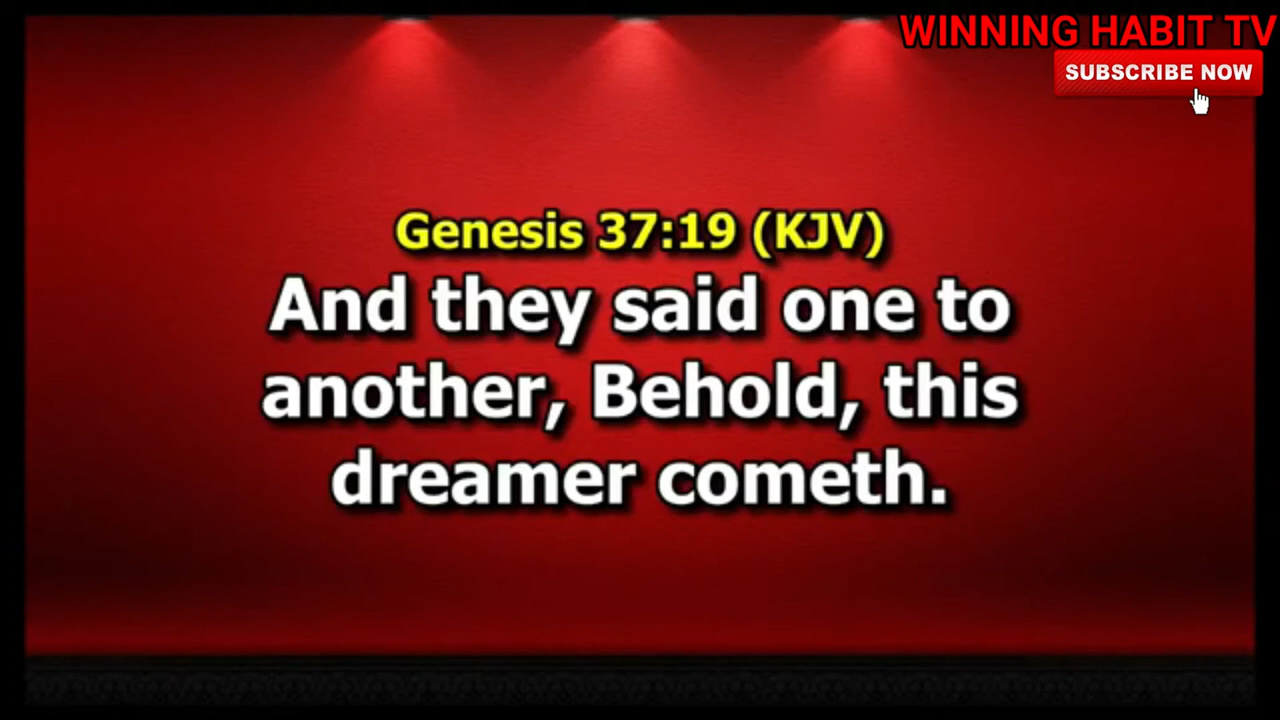 WINNING HABIT TV
SUBSCRIBE NOW
Genesis 37:19 (KJV)
And they said one to
another, Behold, this
dreamer cometh.